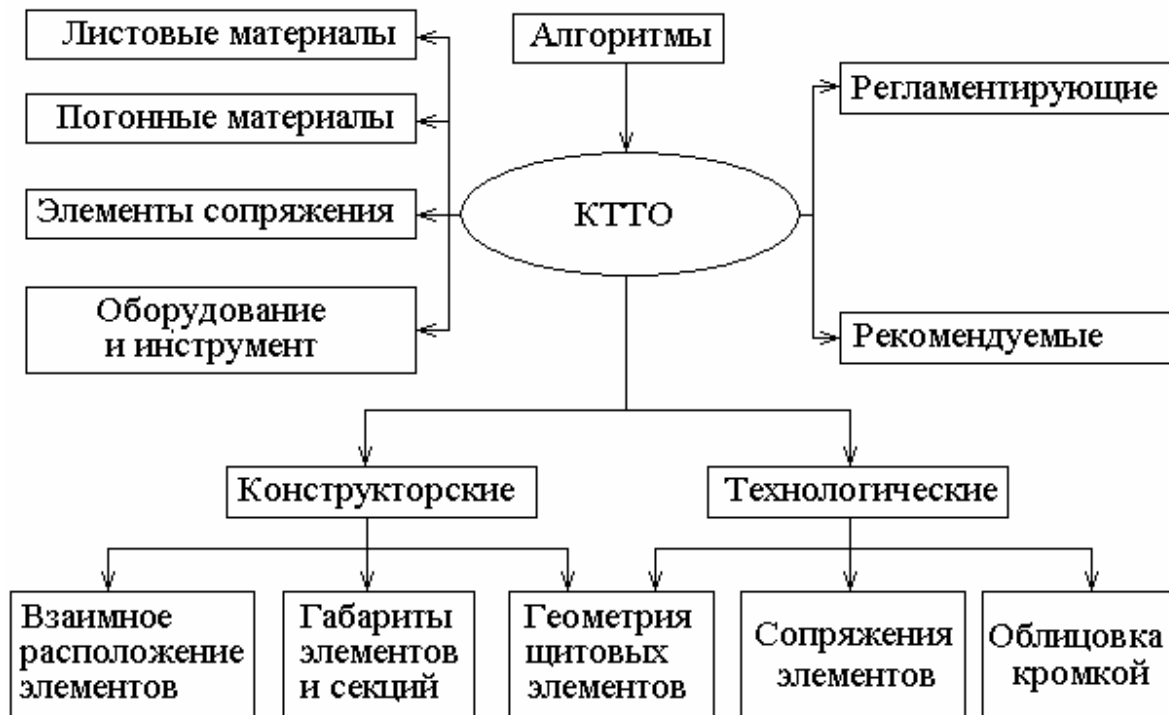 Листовые материалы
Алгоритмы
Регламентирующие
Погонные материалы
Элементы сопряжения
КТТО
Оборудование
и инструмент
Рекомендуемые
Конструкторские
Технологические
Взаимное
расположение
элементов
Габариты
элементов
и секций
Геометрия
щитовых
элементов
Сопряжения
элементов
Облицовка
кромкой